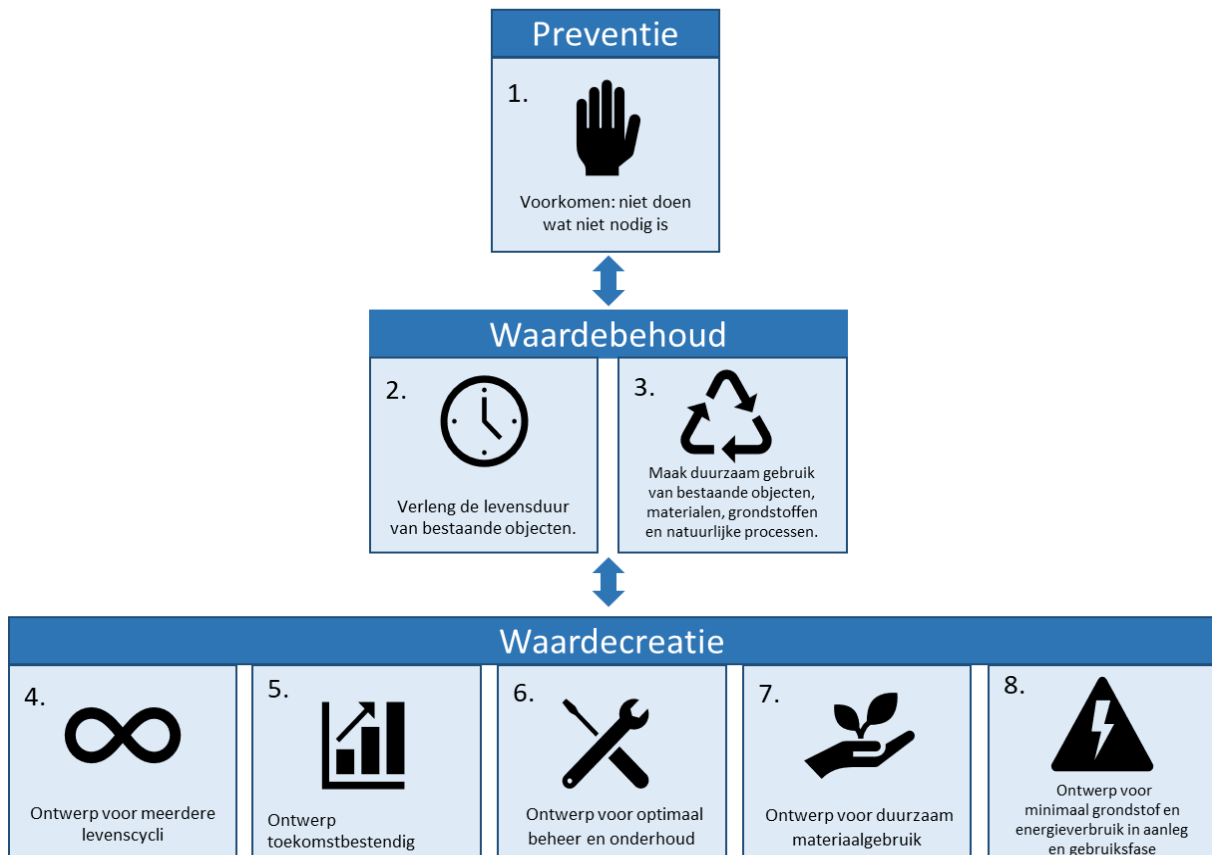 Preventie
1.
Voorkomen: niet doen
wat niet nodig is
Waardebehoud
2.
Verleng de levensduur
van bestaande objecten.
3.
Maak duurzaam gebruik
van bestaande objecten,
materialen, grondstoffen
en natuurlijke processen.
Waardecreatie
4.
Ontwerp voor meerdere
levenscycli
5.
Ontwerp
toekomstbestendig
6.
Ontwerp voor optimaal
beheer en onderhoud
7.
Ontwerp voor duurzaam
materiaalgebruik
8.
Ontwerp voor
minimaal grondstof en
energieverbruik in aanleg
en gebruiksfase